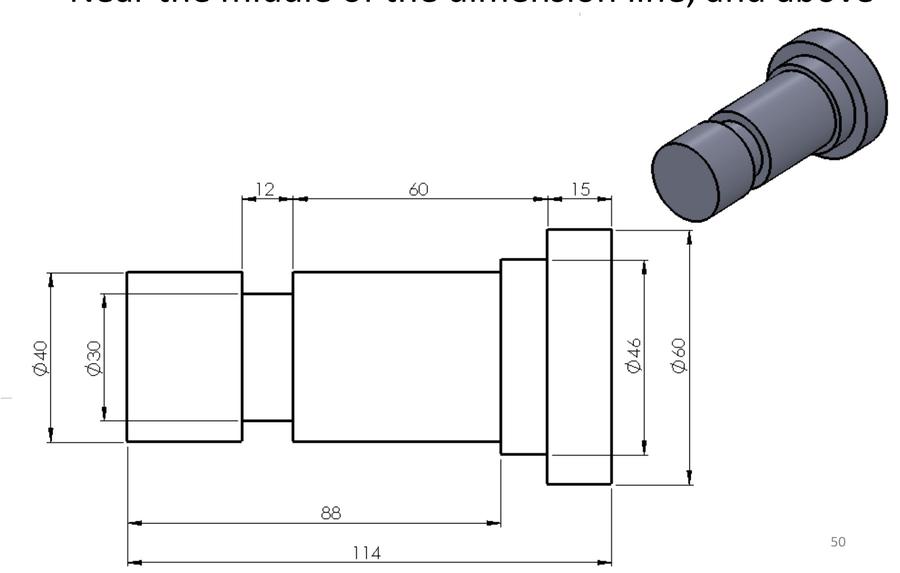 Near the middle of the dimension line, and above
12
60
15
Ø40
Ø30
Ø46
Ø60
88
114
50